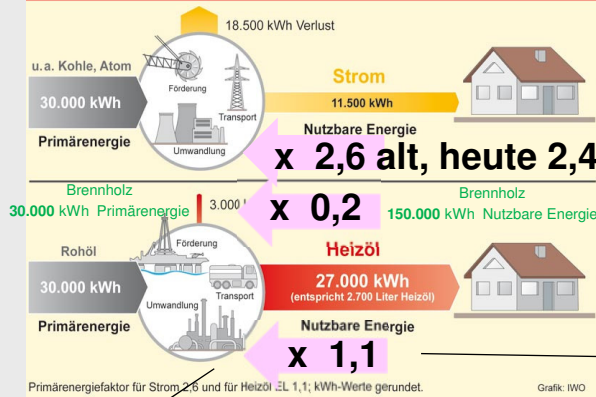 18.500 kWh Verlust
u.a. Kohle, Atom
30.000 kWh
Primärenergie
Förderung
Transport
Umwandlung
Strom
11.500 kWh
Nutzbare Energie
x 2,6 alt, heute 2,4
Brennholz
30.000 kWh Primärenergie
3.000
x 0,2
Brennholz
150.000 kWh Nutzbare Energie
Rohöl
30.000 kWh
Primärenergie
Förderung
Transport
Umwandlung
Heizöl
27.000 kWh
(entspricht 2.700 Liter Heizöl)
Nutzbare Energie
x 1,1
Primärenergiefaktor für Strom 2,6 und für Heizöl EL 1,1; kWh-Werte gerundet.
Grafik: IWO